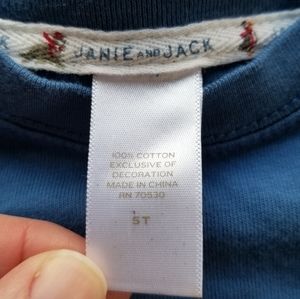 JANIE AND JACK
100% COTTON
EXCLUSIVE OF
DECORATION
MADE IN CHINA
RN 70530
5T